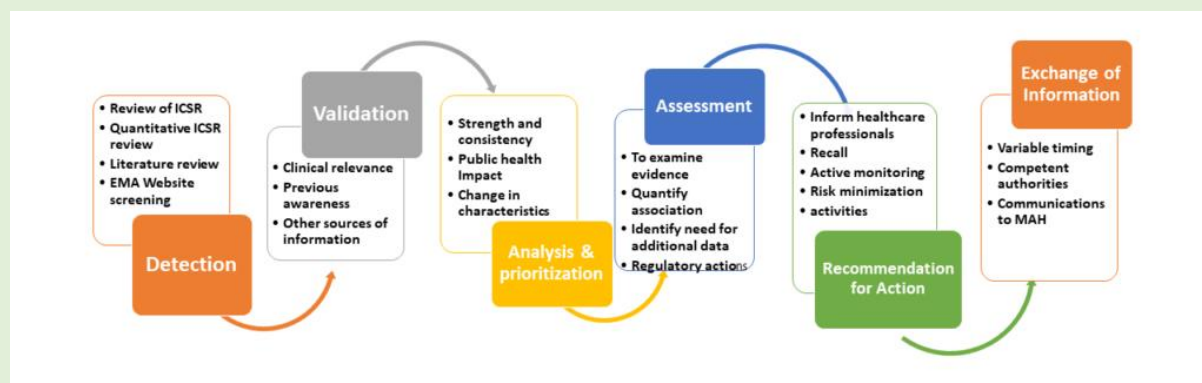 • Review of ICSR
• Quantitative ICSR
review
• Literature review
• EMA Website
screening
Detection
Validation
• Clinical relevance
• Previous
awareness
• Other sources of
information
• Strength and
consistency
• Public health
Impact
• Change in
characteristics
Analysis &
prioritization
Assessment
• To examine
evidence
• Quantify
association
• Identify need for
additional data
• Regulatory actions
• Inform healthcare
professionals
• Recall
• Active monitoring
• Risk minimization
• activities
Recommendation
for Action
Exchange of
Information
• Variable timing
• Competent
authorities
• Communications
to MAH